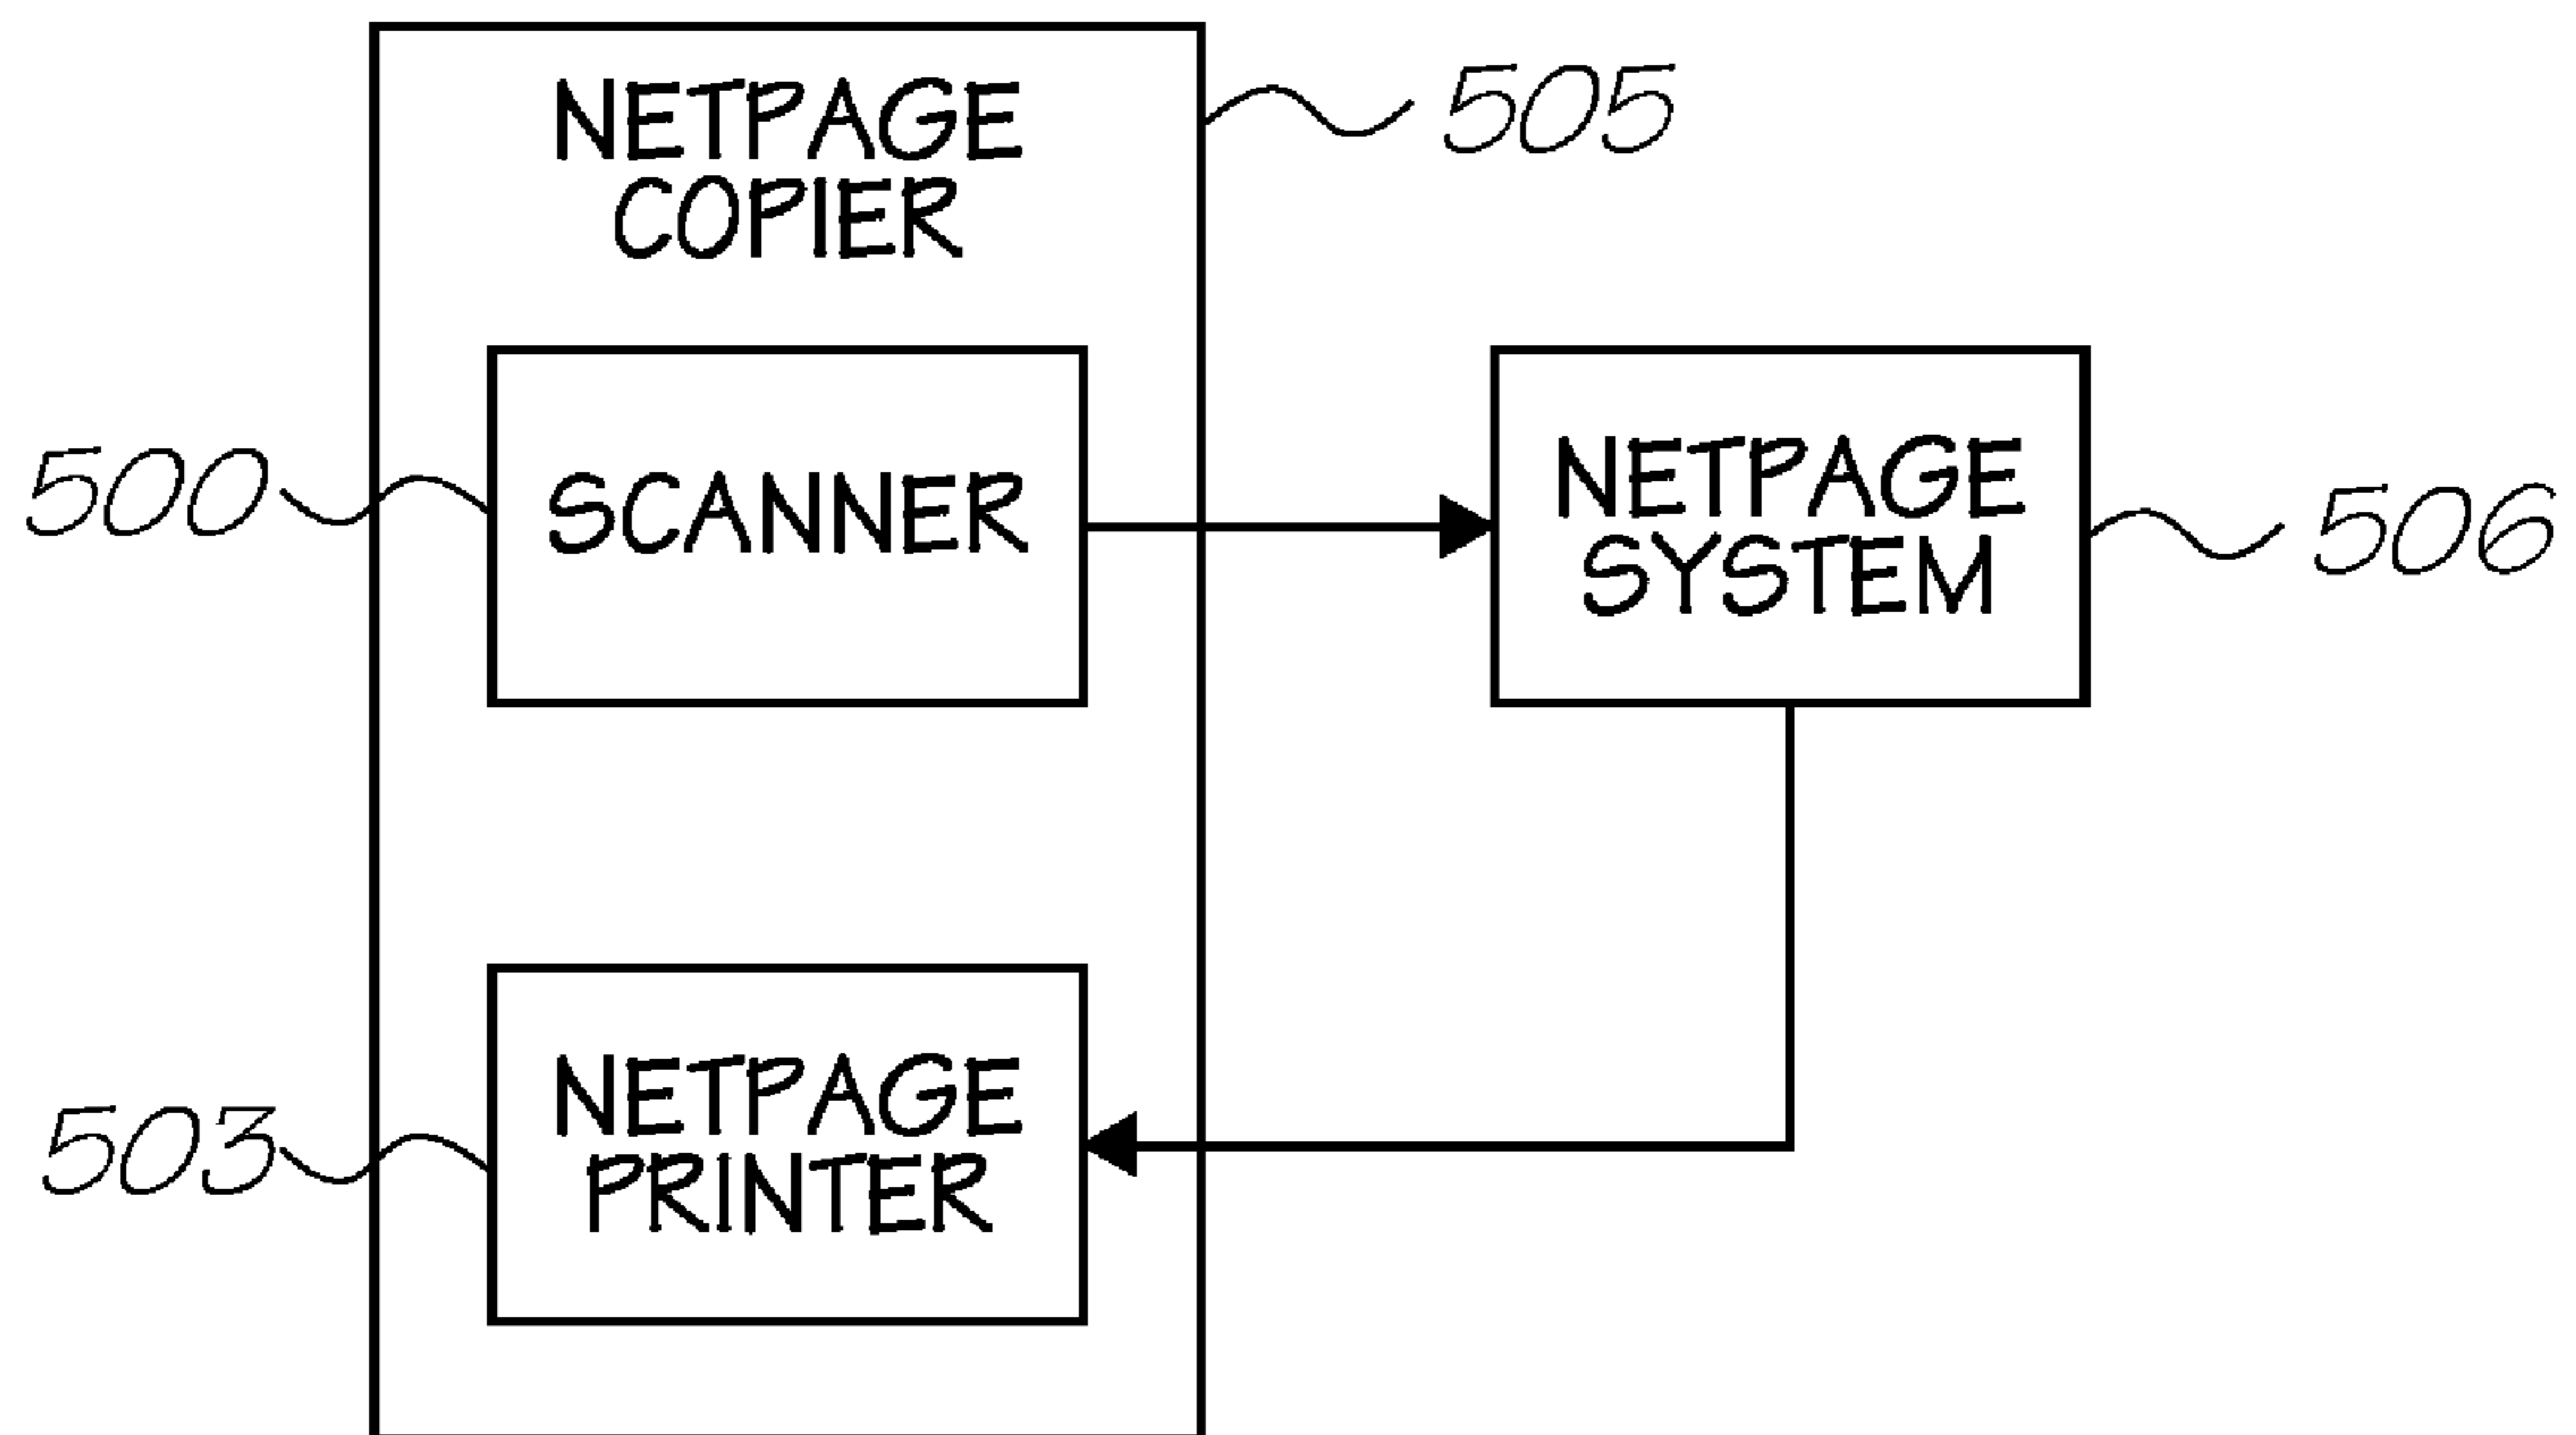 NETPAGE
COPIER
505
500
SCANNER
NETPAGE
SYSTEM
506
503
NETPAGE
PRINTER